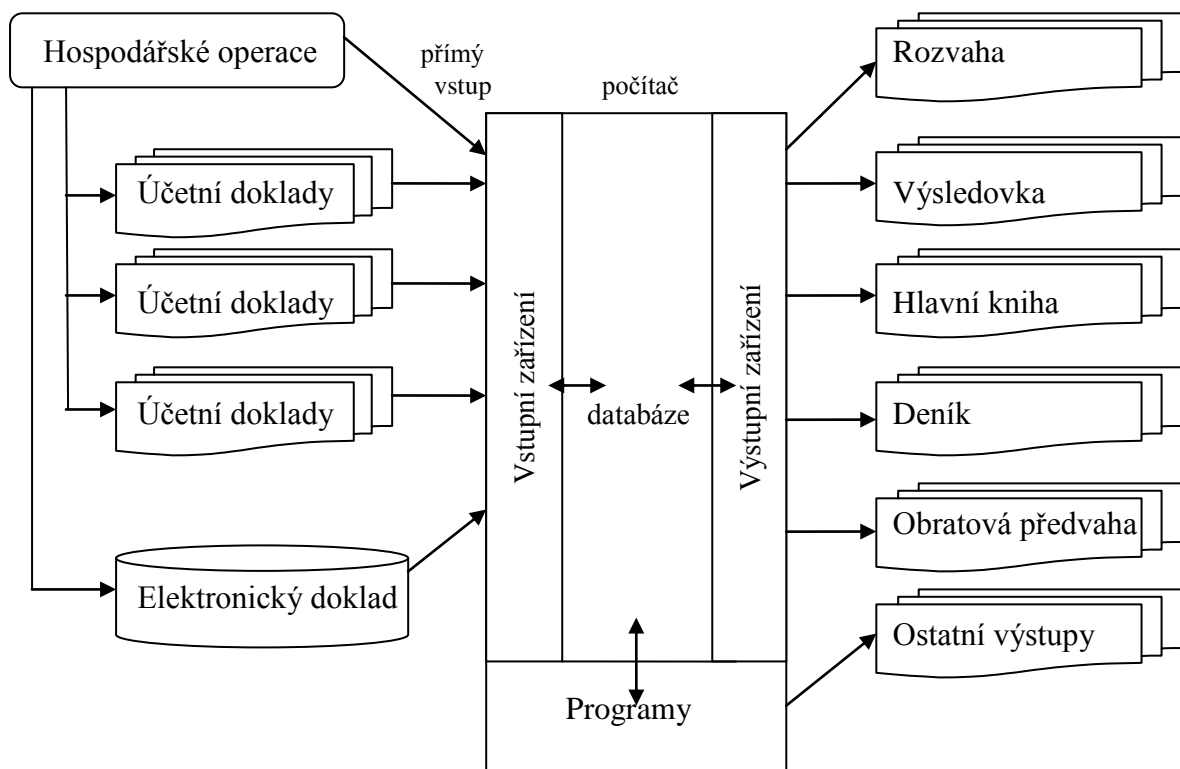 Hospodářské operace
přímý
vstup
počítač
Rozvaha
Účetní doklady
Výsledovka
Účetní doklady
Hlavní kniha
Účetní doklady
Deník
Vstupní zařízení
databáze
Výstupní zařízení
Obratová předvaha
Elektronický doklad
Ostatní výstupy
Programy